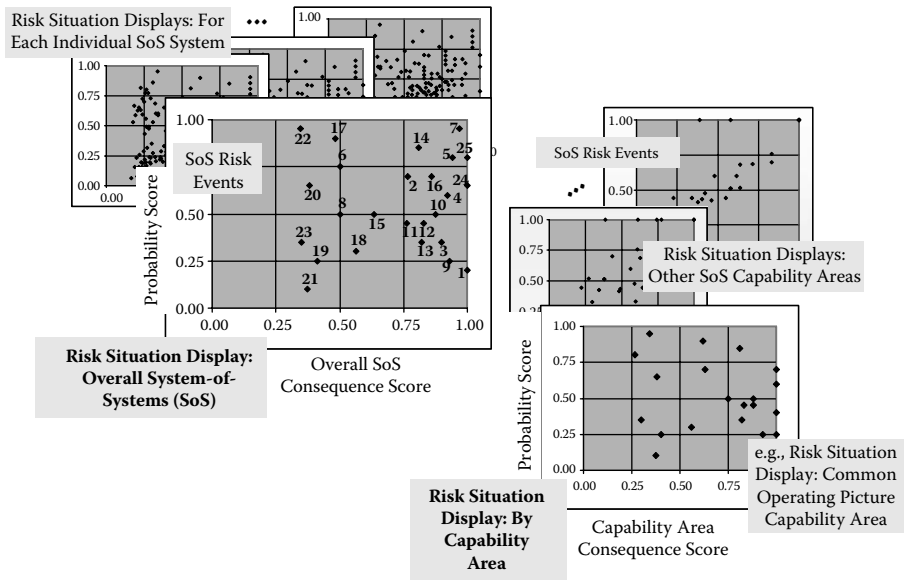 Risk Situation Displays: For
Each Individual SoS System
1.00
1.00
0.75
0.50
0.25
0.00
0.00
1.00
0.50
0.25
0.00
0.00
0.25
0.50
0.75
1.00
Probability Score
SoS Risk
Events
22
17
7
14
6
5
25
20
2
16
24
4
8
10
15
11
12
23
18
13
3
19
9
1
21
Overall SoS
Consequence Score
Risk Situation Display:
Overall System-of-
Systems (SoS)
0
1.00
0.50
SoS Risk Events
1.00
0.75
0.50
0.25
Risk Situation Displays:
Other SoS Capability Areas
1.00
0.75
0.50
0.25
0.00
0.00
0.25
0.50
Probability Score
e.g., Risk Situation
Display: Common
Operating Picture
Capability Area
Capability Area
Consequence Score
Risk Situation
Display: By
Capability
Area